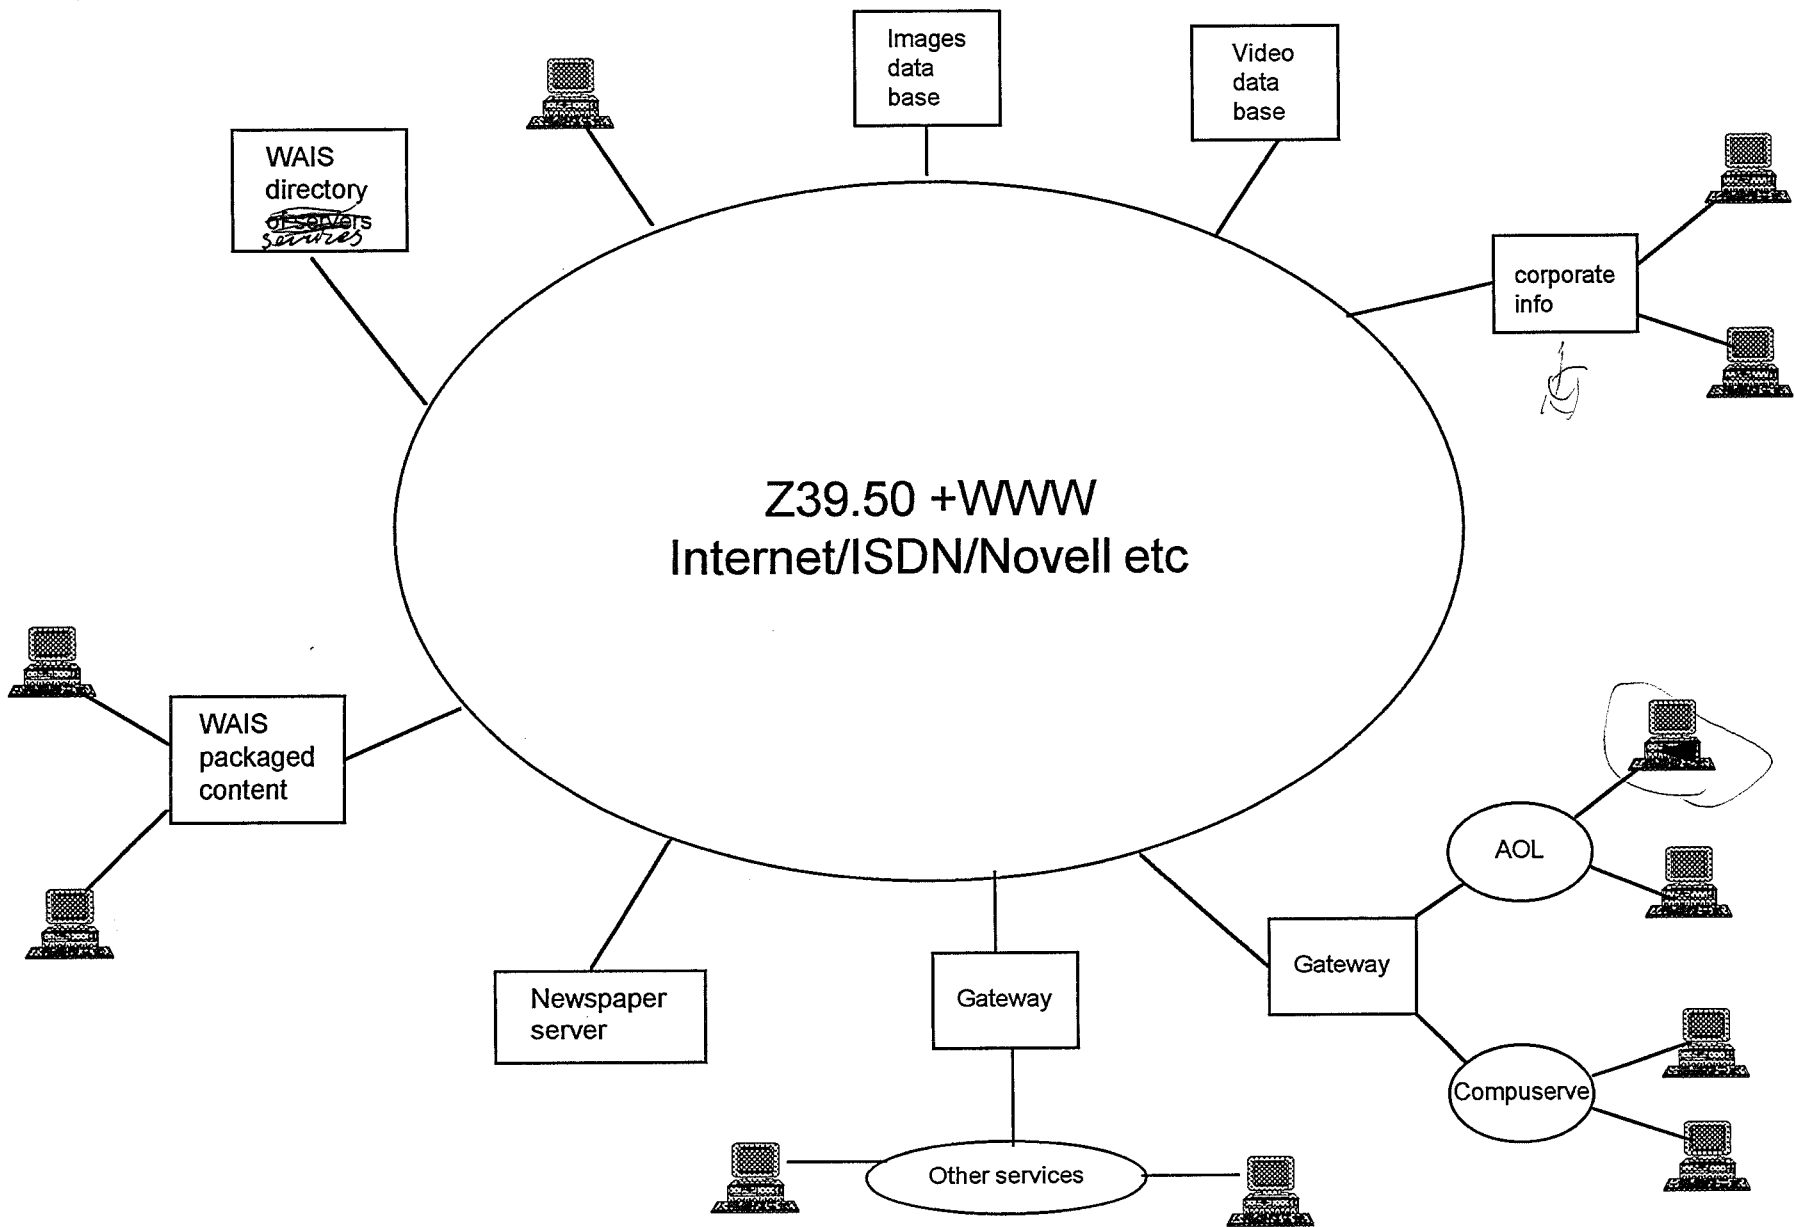 Images
data
base
Video
data
base
WAIS
directory
of servers
services
corporate
info
Z39.50 +WWW
Internet/ISDN/Novell etc
WAIS
packaged
content
AOL
Gateway
Newspaper
server
Gateway
Compuserve
Other services